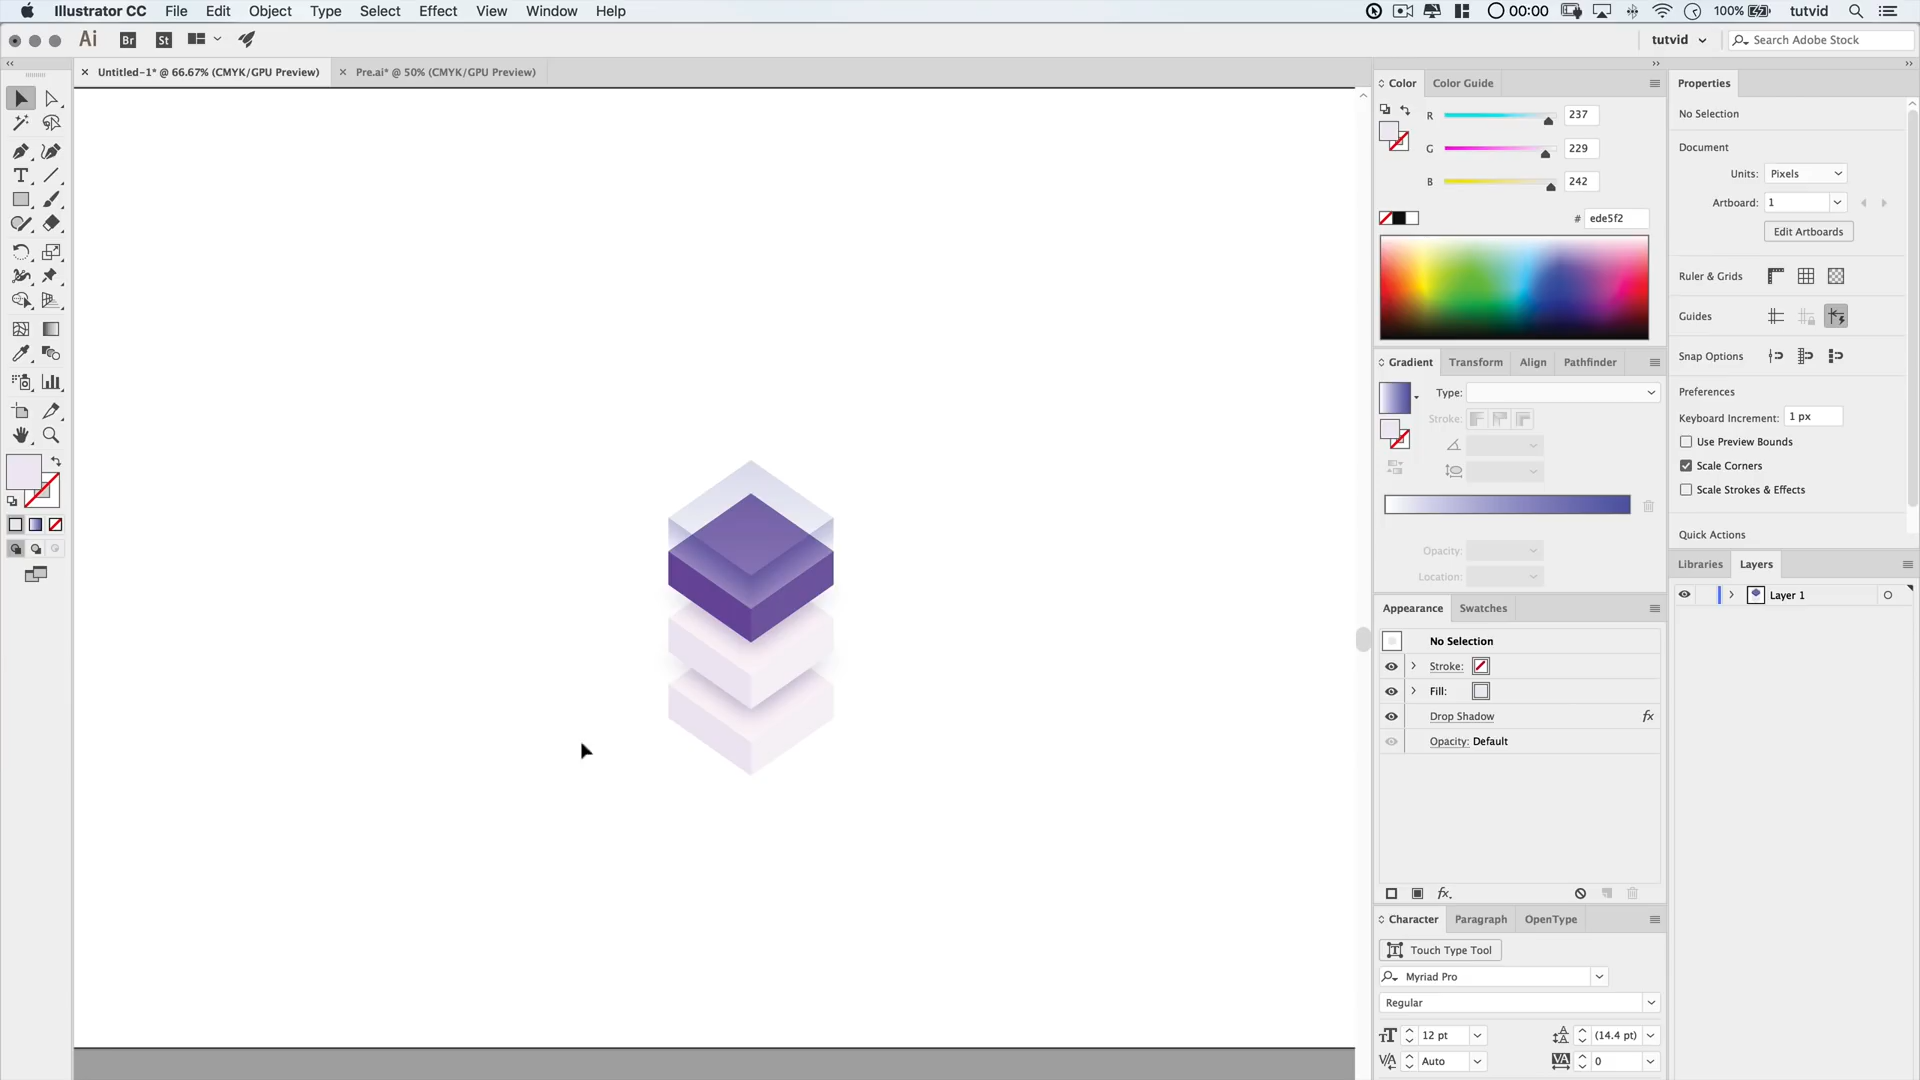 Illustrator CC File Edit Object Type Select Effect View Window Help 00:00 100% tutvid
Ai Br St tutvid Search Adobe Stock
× Untitled-1* @ 66.67% (CMYK/GPU Preview) × Pre.ai* @ 50% (CMYK/GPU Preview)
Color Color Guide
R 237
G 229
B 242
# ede5f2
Gradient Transform Align Pathfinder
Type:
Stroke:
Opacity:
Location:
Appearance Swatches
No Selection
Stroke:
Fill:
Drop Shadow fx
Opacity: Default
fx.
Character Paragraph OpenType
Touch Type Tool
Myriad Pro
Regular
12 pt (14.4 pt)
Auto 0
Properties
No Selection
Document
Units: Pixels
Artboard: 1
Edit Artboards
Ruler & Grids
Guides
Snap Options
Preferences
Keyboard Increment: 1 px
Use Preview Bounds
Scale Corners
Scale Strokes & Effects
Quick Actions
Libraries Layers
Layer 1